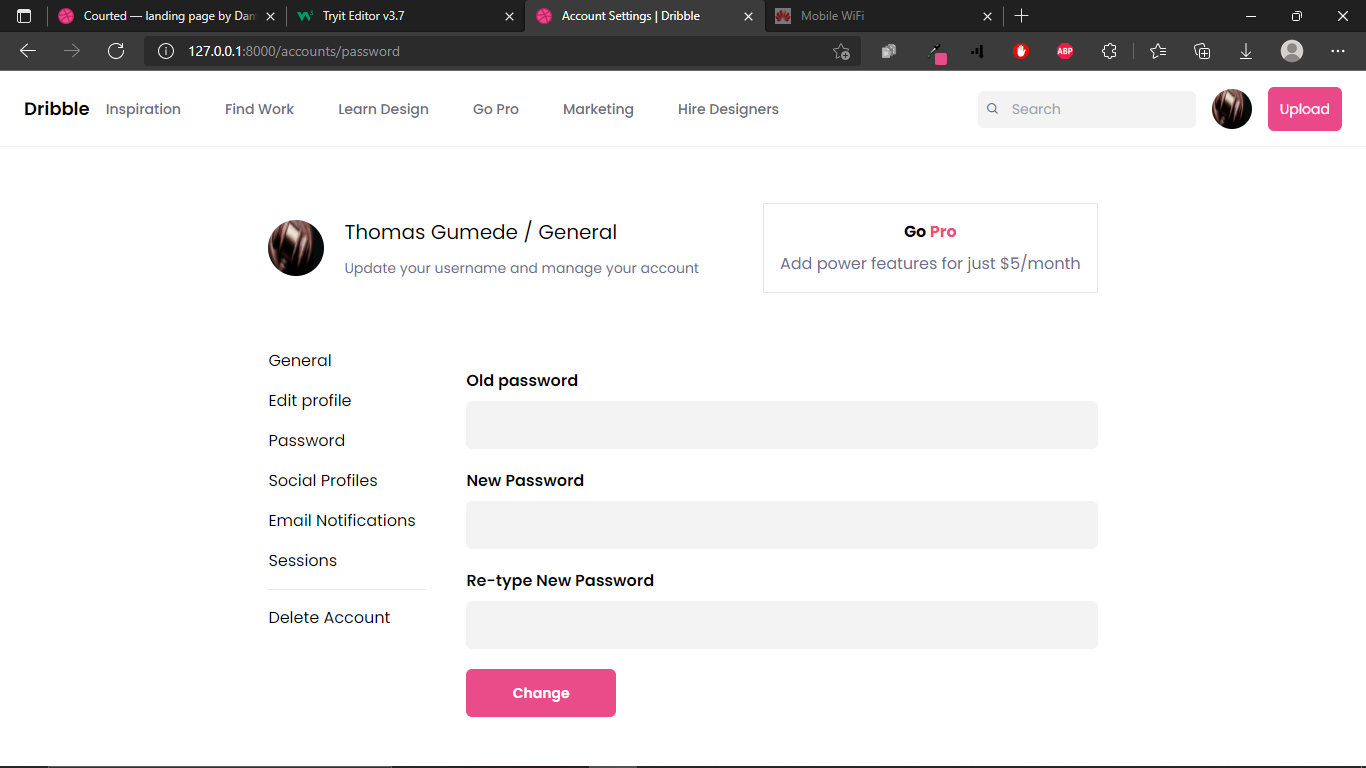 Courted — landing page by Dan
Tryit Editor v3.7
Account Settings | Dribble
Mobile WiFi
127.0.0.1:8000/accounts/password
ABP
Dribble
Inspiration
Find Work
Learn Design
Go Pro
Marketing
Hire Designers
Search
Upload
Thomas Gumede / General
Update your username and manage your account
Go Pro
Add power features for just $5/month
General
Edit profile
Password
Social Profiles
Email Notifications
Sessions
Delete Account
Old password
New Password
Re-type New Password
Change